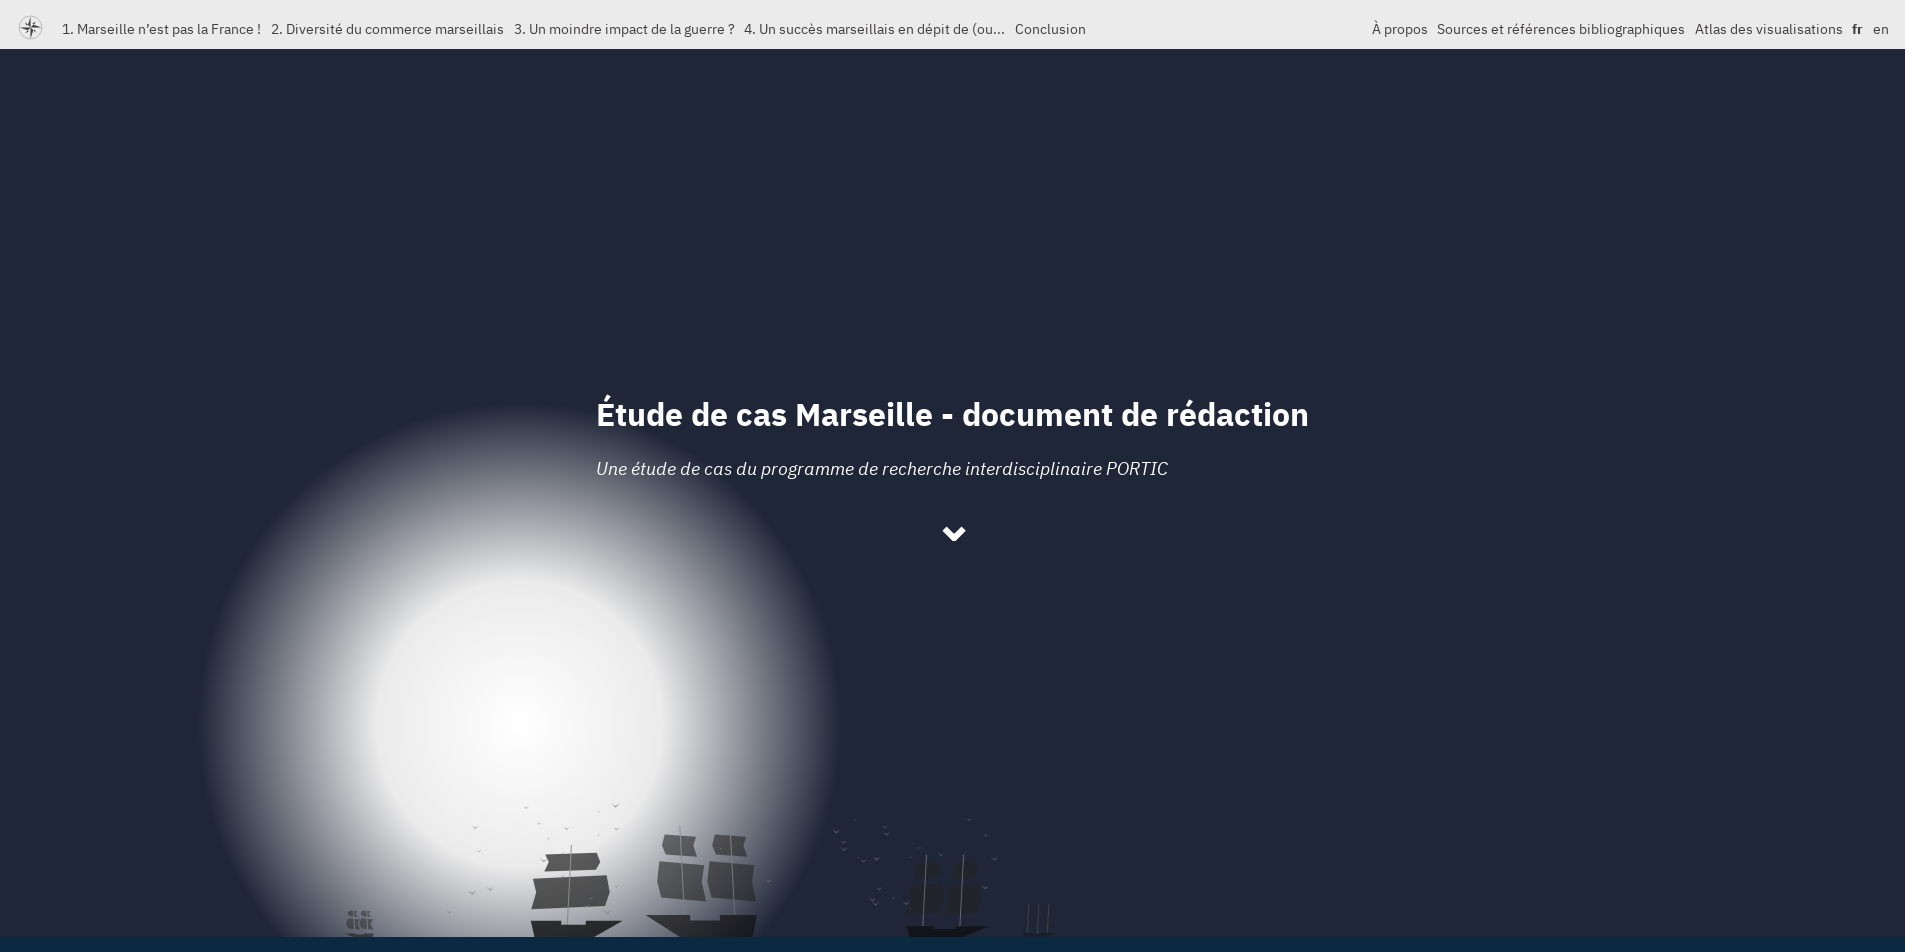 1. Marseille n’est pas la France ! 2. Diversité du commerce marseillais 3. Un moindre impact de la guerre ? 4. Un succès marseillais en dépit de (ou... Conclusion À propos Sources et références bibliographiques Atlas des visualisations fr en
Étude de cas Marseille - document de rédaction
Une étude de cas du programme de recherche interdisciplinaire PORTIC